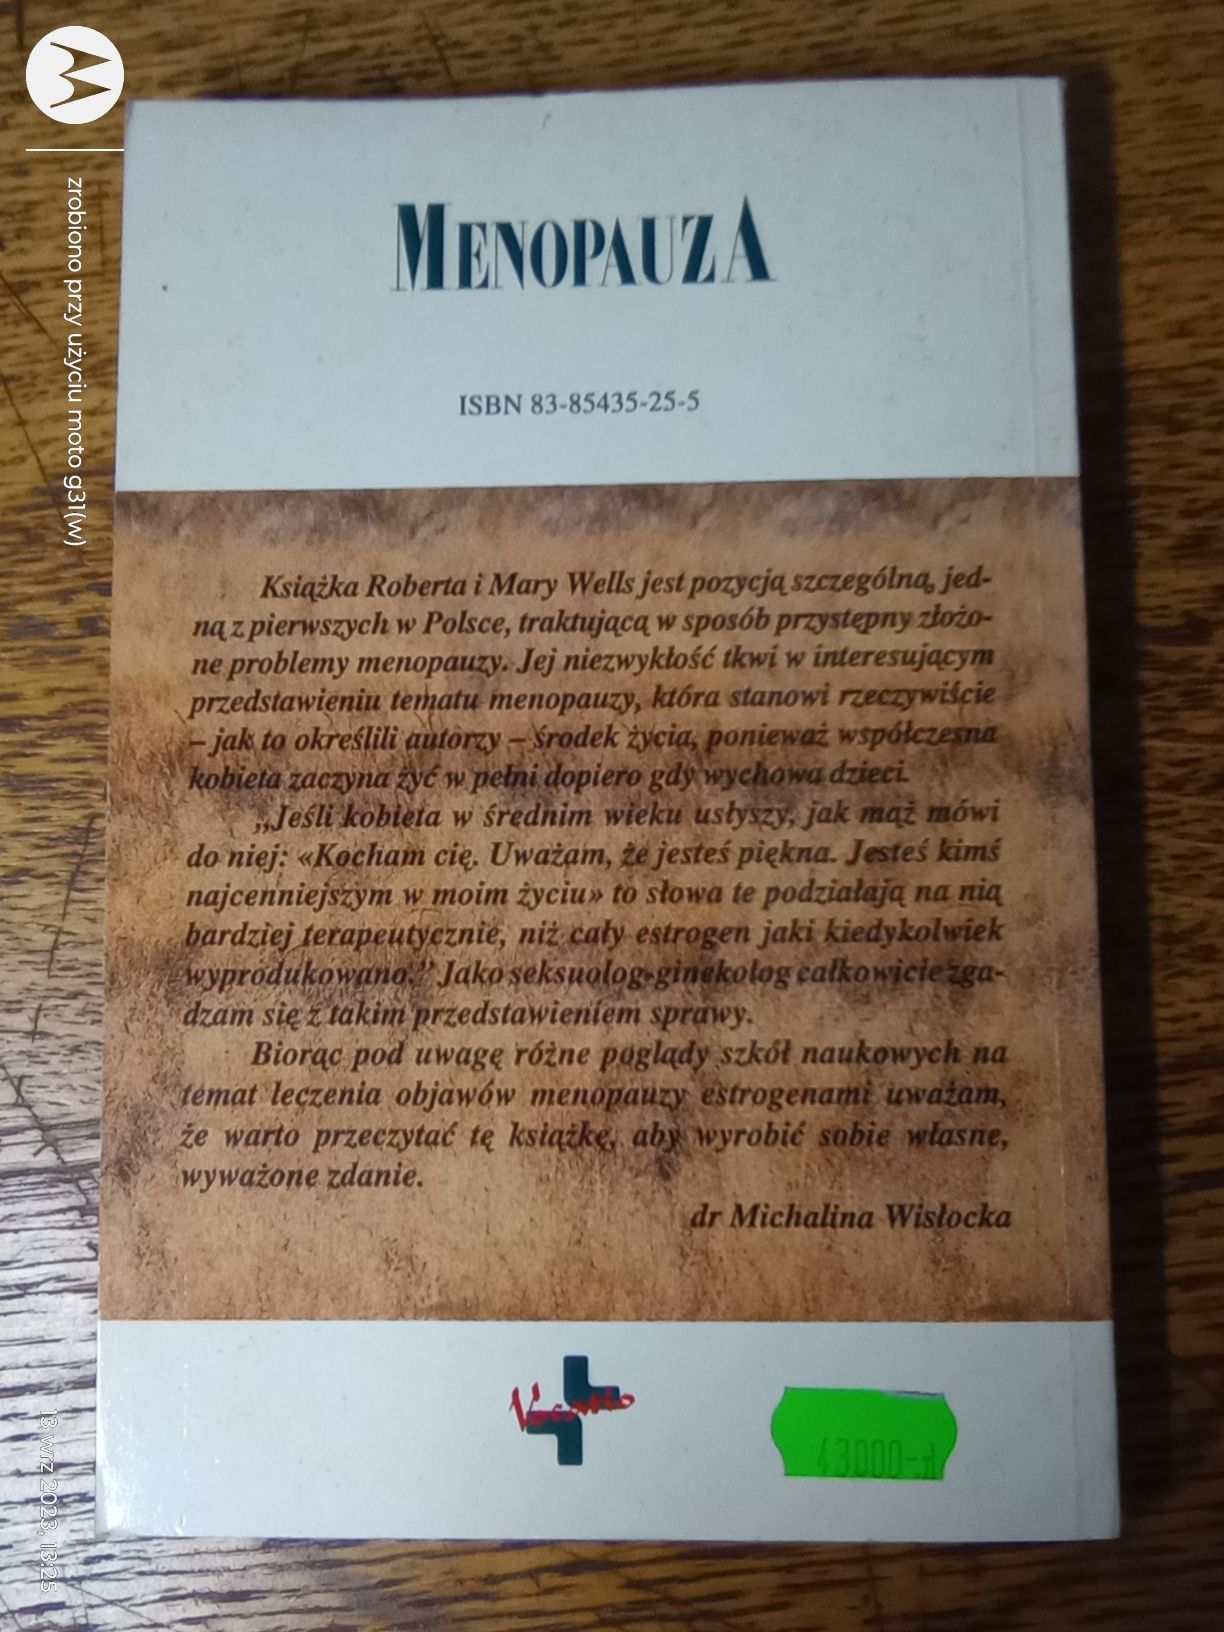 MENOPAUZA
ISBN 83-85435-25-5
Książka Roberta i Mary Wells jest pozycją szczególną, jed-
ną z pierwszych w Polsce, traktującą w sposób przystępny złożo-
ne problemy menopauzy. Jej niezwykłość tkwi w interesującym
przedstawieniu tematu menopauzy, która stanowi rzeczywiście
– jak to określili autorzy – środek życia, ponieważ współczesna
kobieta zaczyna żyć w pełni dopiero gdy wychowa dzieci.
„Jeśli kobieta w średnim wieku usłyszy, jak mąż mówi
do niej: «Kocham cię. Uważam, że jesteś piękna. Jesteś kimś
najcenniejszym w moim życiu» to słowa te podziałają na nią
bardziej terapeutycznie, niż cały estrogen jaki kiedykolwiek
wyprodukowano.” Jako seksuolog-ginekolog całkowicie zga-
dzam się z takim przedstawieniem sprawy.
Biorąc pod uwagę różne poglądy szkół naukowych na
temat leczenia objawów menopauzy estrogenami uważam,
że warto przeczytać tę książkę, aby wyrobić sobie własne,
wyważone zdanie.
dr Michalina Wisłocka
Vocatio
43000-zł
zrobiono przy użyciu moto g31(w)
13 wrz 2023, 13:25